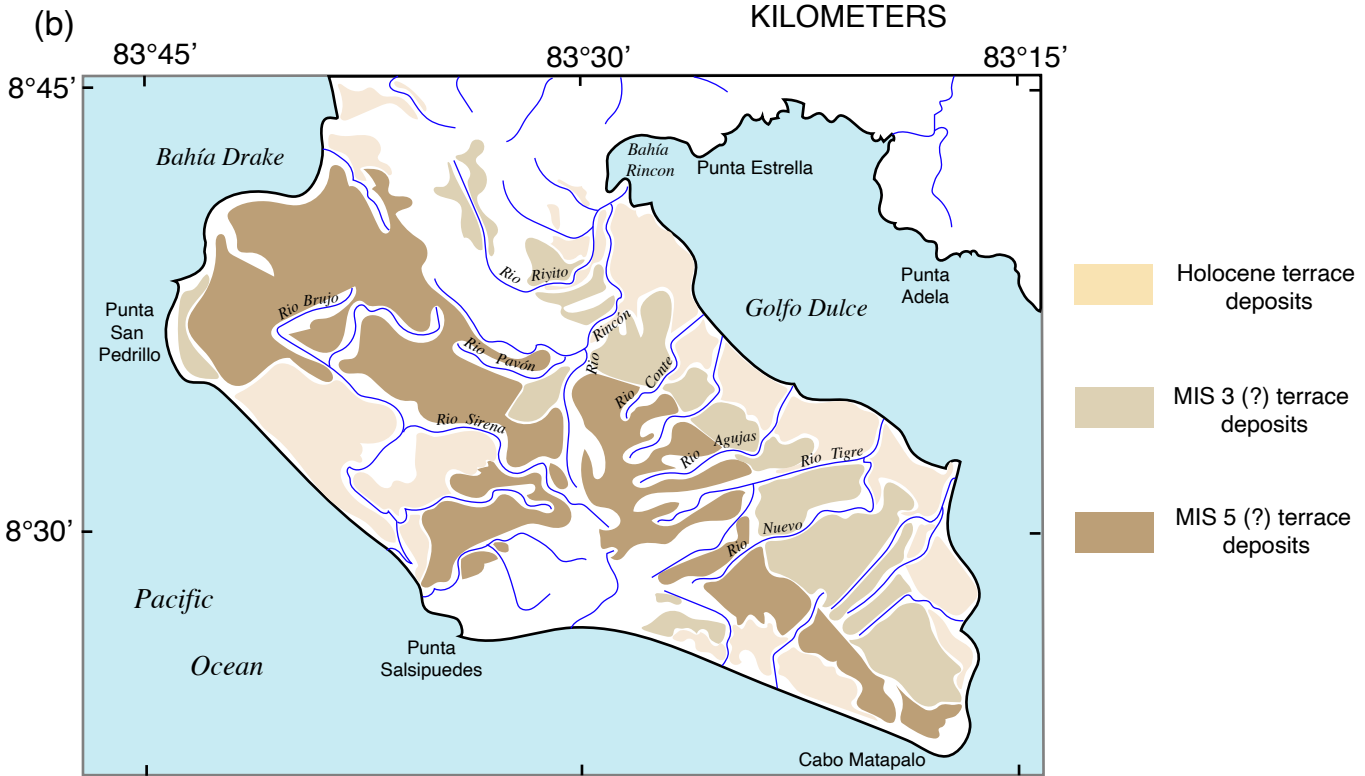 (b)
KILOMETERS
83°45’
83°30’
83°15’
8°45’
Bahía Drake
Bahía
Rincon
Punta Estrella
Punta
Adela
Golfo Dulce
Rio Riyito
Rio Brujo
Punta
San
Pedrillo
Rio Rincón
Rio Pavón
Rio Conte
Rio Sirena
Rio Agujas
Rio Tigre
Rio Nuevo
8°30’
Pacific
Ocean
Punta
Salsipuedes
Cabo Matapalo
Holocene terrace
deposits
MIS 3 (?) terrace
deposits
MIS 5 (?) terrace
deposits